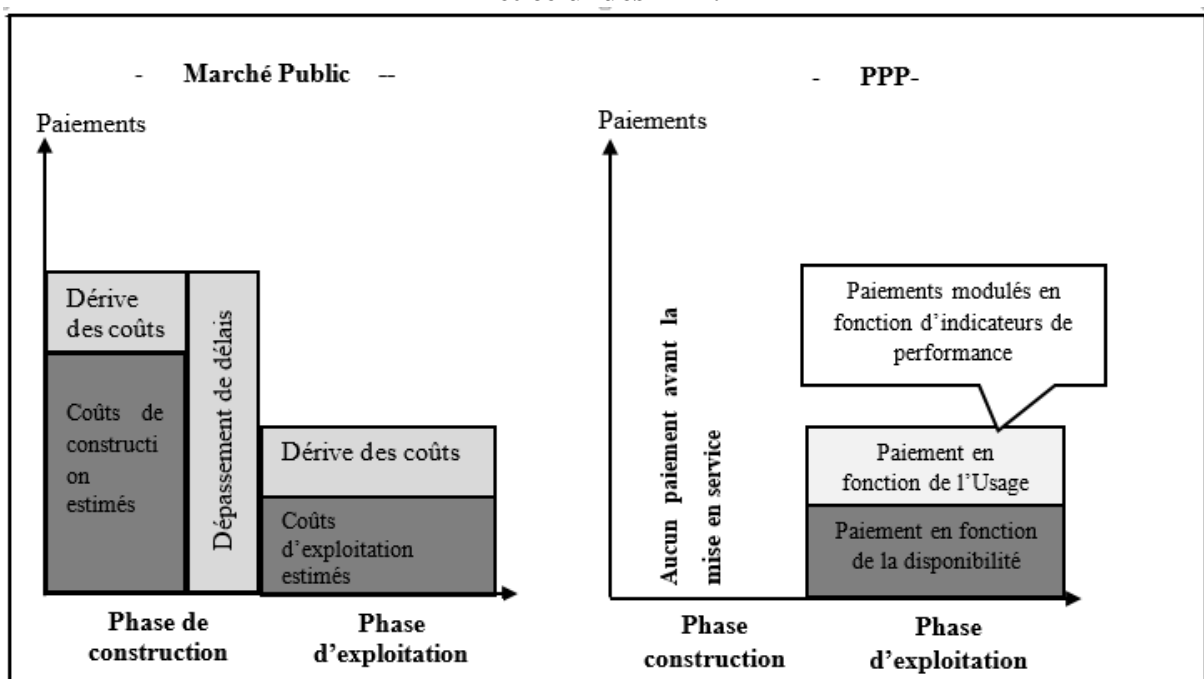 - Marché Public --
Paiements
Dérive
des coûts
Coûts de
constructi
on
estimés
Dépassement de délais
Dérive des coûts
Coûts
d’exploitation
estimés
Phase de
construction
Phase
d’exploitation
- PPP-
Paiements
Aucun paiement avant la
mise en service
Paiements modulés en
fonction d’indicateurs de
performance
Paiement en
fonction de l’Usage
Paiement en fonction
de la disponibilité
Phase
construction
Phase
d’exploitation